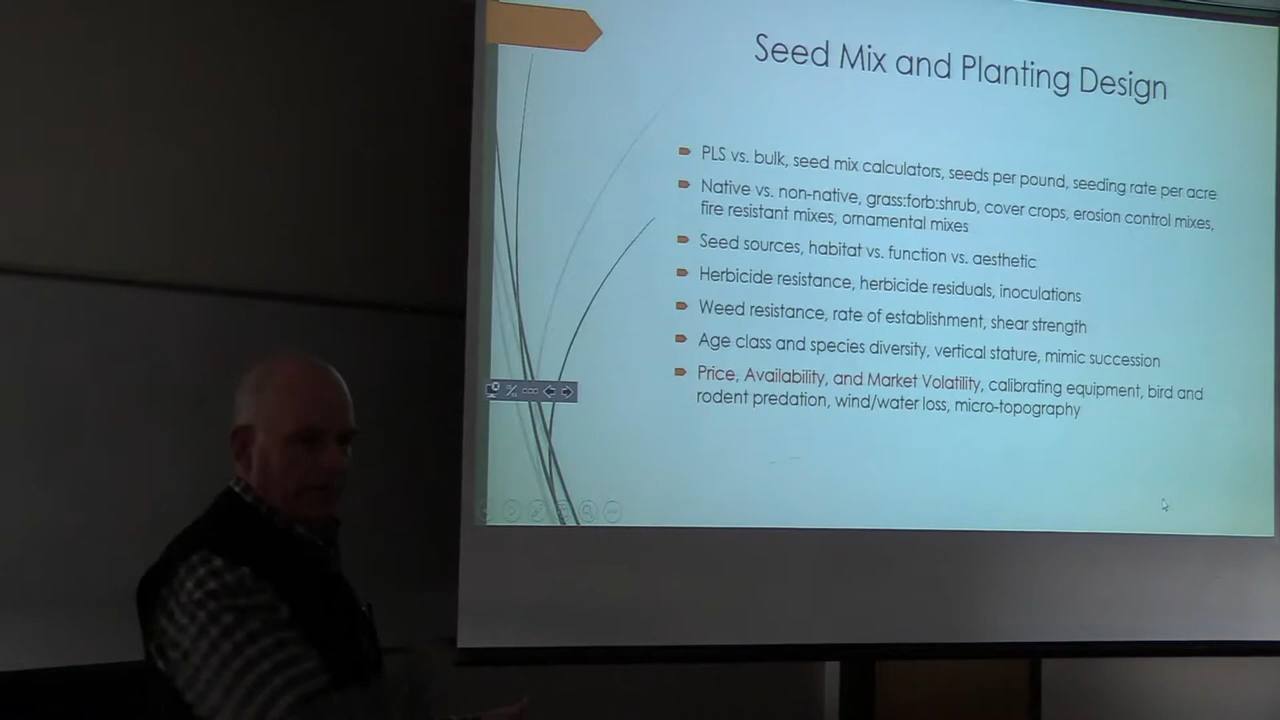 Seed Mix and Planting Design
PLS vs. bulk, seed mix calculators, seeds per pound, seeding rate per acre
Native vs. non-native, grass:forb:shrub, cover crops, erosion control mixes,
fire resistant mixes, ornamental mixes
Seed sources, habitat vs. function vs. aesthetic
Herbicide resistance, herbicide residuals, inoculations
Weed resistance, rate of establishment, shear strength
Age class and species diversity, vertical stature, mimic succession
Price, Availability, and Market Volatility, calibrating equipment, bird and
rodent predation, wind/water loss, micro-topography